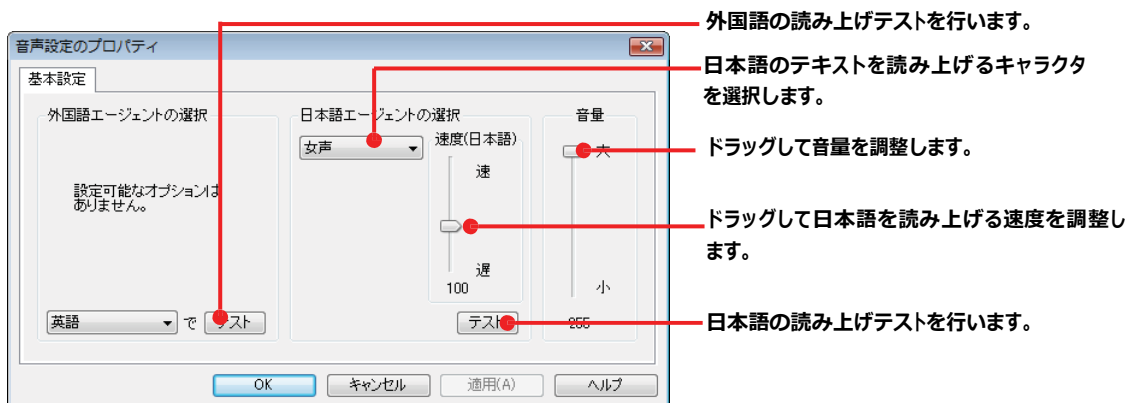 外国語の読み上げテストを行います。
音声設定のプロパティ
日本語のテキストを読み上げるキャラクタ
を選択します。
基本設定
外国語エージェントの選択
日本語エージェントの選択
音量
女声
速度(日本語)
大
ドラッグして音量を調整します。
速
設定可能なオプションは
ありません。
ドラッグして日本語を読み上げる速度を調整し
ます。
遅
100
小
英語
で
テスト
テスト
255
日本語の読み上げテストを行います。
OK
キャンセル
適用(A)
ヘルプ